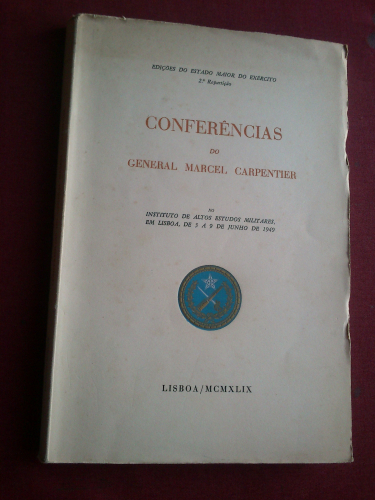 EDIÇÕES DO ESTADO MAIOR DO EXÉRCITO
2.ª Repartição
CONFERÊNCIAS
DO
GENERAL MARCEL CARPENTIER
NO
INSTITUTO DE ALTOS ESTUDOS MILITARES,
EM LISBOA, DE 5 A 9 DE JUNHO DE 1949
LISBOA/MCMXLIX